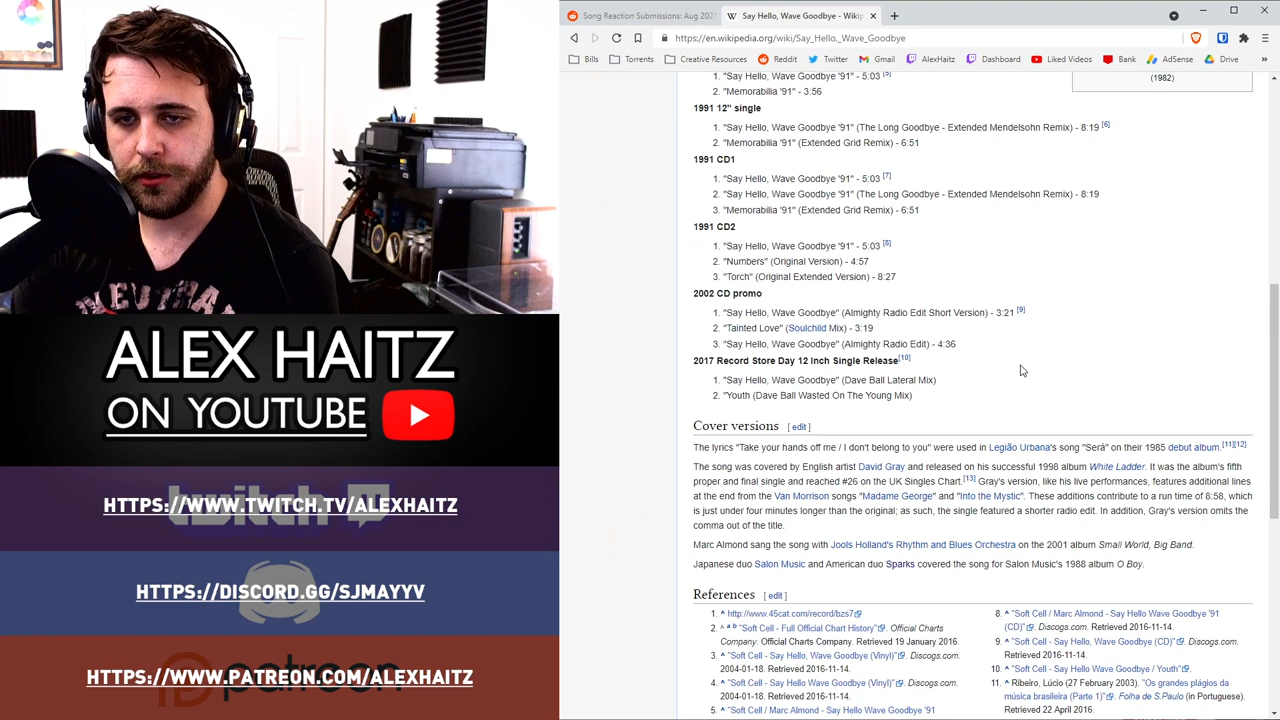 Song Reaction Submissions: Aug 2021
Say Hello, Wave Goodbye - Wikip
https://en.wikipedia.org/wiki/Say_Hello,_Wave_Goodbye
Bills Torrents Creative Resources Reddit Twitter Gmail AlexHaitz Dashboard Liked Videos Bank AdSense Drive
1. "Say Hello, Wave Goodbye '91" - 5:03 [5]
2. "Memorabilia '91" - 3:56
(1982)
1991 12" single
1. "Say Hello, Wave Goodbye '91" (The Long Goodbye - Extended Mendelsohn Remix) - 8:19 [6]
2. "Memorabilia '91" (Extended Grid Remix) - 6:51
1991 CD1
1. "Say Hello, Wave Goodbye '91" - 5:03 [7]
2. "Say Hello, Wave Goodbye '91" (The Long Goodbye - Extended Mendelsohn Remix) - 8:19
3. "Memorabilia '91" (Extended Grid Remix) - 6:51
1991 CD2
1. "Say Hello, Wave Goodbye '91" - 5:03 [8]
2. "Numbers" (Original Version) - 4:57
3. "Torch" (Original Extended Version) - 8:27
2002 CD promo
1. "Say Hello, Wave Goodbye" (Almighty Radio Edit Short Version) - 3:21 [9]
2. "Tainted Love" (Soulchild Mix) - 3:19
3. "Say Hello, Wave Goodbye" (Almighty Radio Edit) - 4:36
2017 Record Store Day 12 Inch Single Release[10]
1. "Say Hello, Wave Goodbye" (Dave Ball Lateral Mix)
2. "Youth (Dave Ball Wasted On The Young Mix)
Cover versions [ edit ]
The lyrics "Take your hands off me / I don't belong to you" were used in Legião Urbana's song "Será" on their 1985 debut album.[11][12]
The song was covered by English artist David Gray and released on his successful 1998 album White Ladder. It was the album's fifth
proper and final single and reached #26 on the UK Singles Chart.[13] Gray's version, like his live performances, features additional lines
at the end from the Van Morrison songs "Madame George" and "Into the Mystic". These additions contribute to a run time of 8:58, which
is just under four minutes longer than the original; as such, the single featured a shorter radio edit. In addition, Gray's version omits the
comma out of the title.
Marc Almond sang the song with Jools Holland's Rhythm and Blues Orchestra on the 2001 album Small World, Big Band.
Japanese duo Salon Music and American duo Sparks covered the song for Salon Music's 1988 album O Boy.
References [ edit ]
1. ^ http://www.45cat.com/record/bzs7
2. ^ a b "Soft Cell - Full Official Chart History". Official Charts
Company. Official Charts Company. Retrieved 19 January 2016.
3. ^ "Soft Cell - Say Hello, Wave Goodbye (Vinyl)". Discogs.com.
2004-01-18. Retrieved 2016-11-14.
4. ^ "Soft Cell - Say Hello Wave Goodbye (Vinyl)". Discogs.com.
2004-01-18. Retrieved 2016-11-14.
5. ^ "Soft Cell / Marc Almond - Say Hello Wave Goodbye '91
8. ^ "Soft Cell / Marc Almond - Say Hello Wave Goodbye '91
(CD)". Discogs.com. Retrieved 2016-11-14.
9. ^ "Soft Cell - Say Hello, Wave Goodbye (CD)". Discogs.com.
Retrieved 2016-11-14.
10. ^ "Soft Cell - Say Hello Wave Goodbye / Youth".
11. ^ Ribeiro, Lúcio (27 February 2003). "Os grandes plágios da
música brasileira (Parte 1)". Folha de S.Paulo (in Portuguese).
Retrieved 22 April 2016.
ALEX HAITZ
ON YOUTUBE
twitch
HTTPS://WWW.TWITCH.TV/ALEXHAITZ
HTTPS://DISCORD.GG/SJMAYYV
patreon
HTTPS://WWW.PATREON.COM/ALEXHAITZ